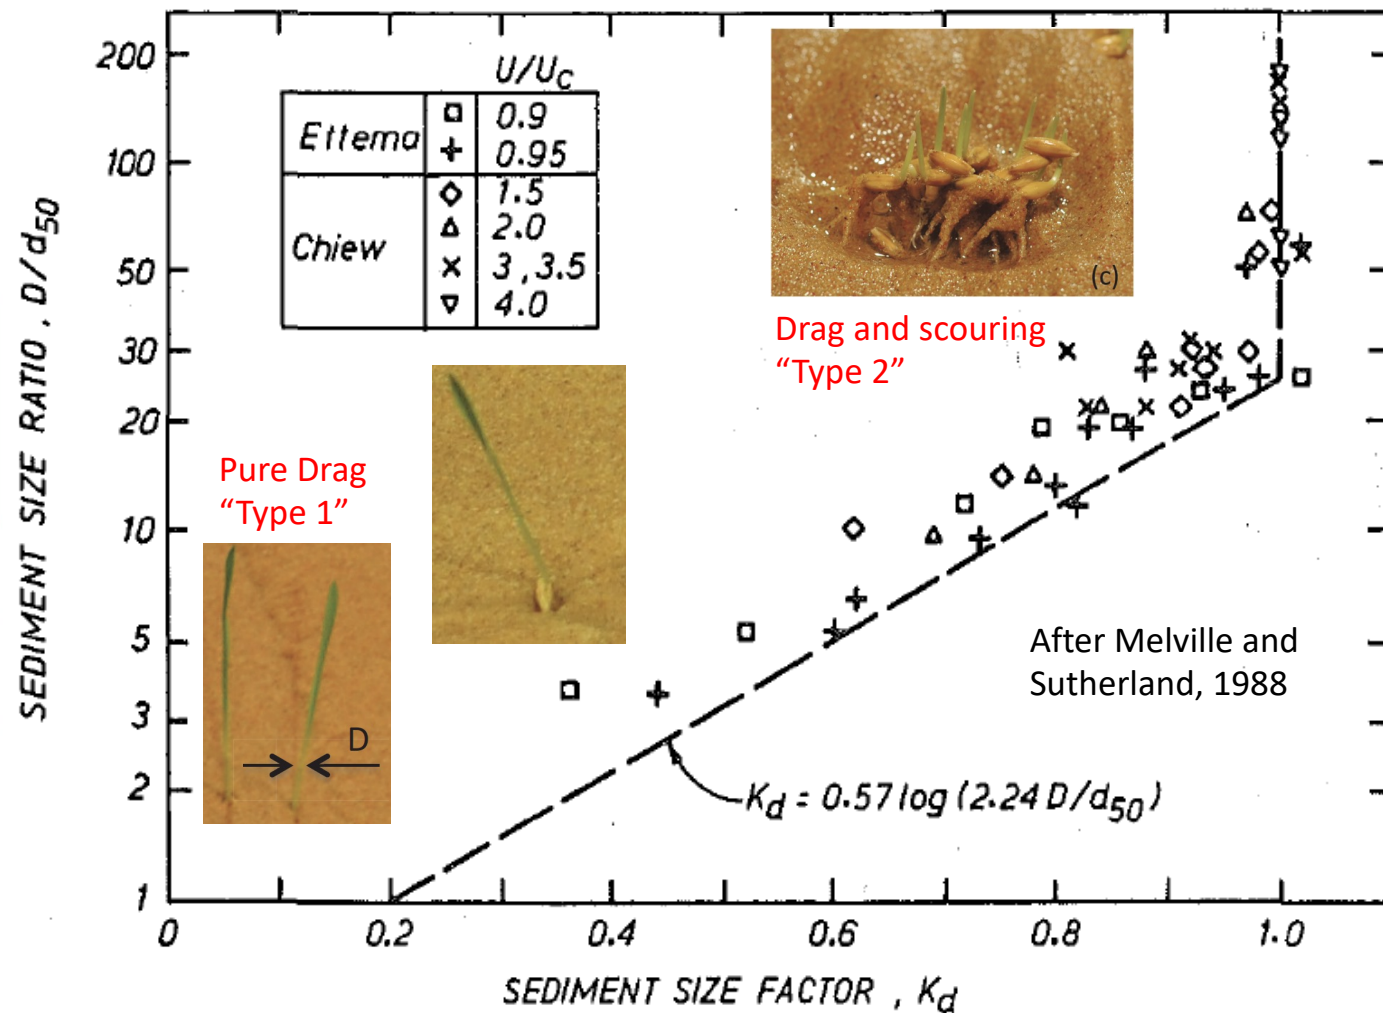 U/Uc
Ettema
0.9
0.95
Chiew
1.5
2.0
3 ,3.5
4.0
(c)
Drag and scouring
“Type 2”
Pure Drag
“Type 1”
D
After Melville and
Sutherland, 1988
Kd = 0.57 log (2.24 D/d50)
SEDIMENT SIZE RATIO , D/d50
200
100
50
30
20
10
5
3
2
1
0
0.2
0.4
0.6
0.8
1.0
SEDIMENT SIZE FACTOR , Kd